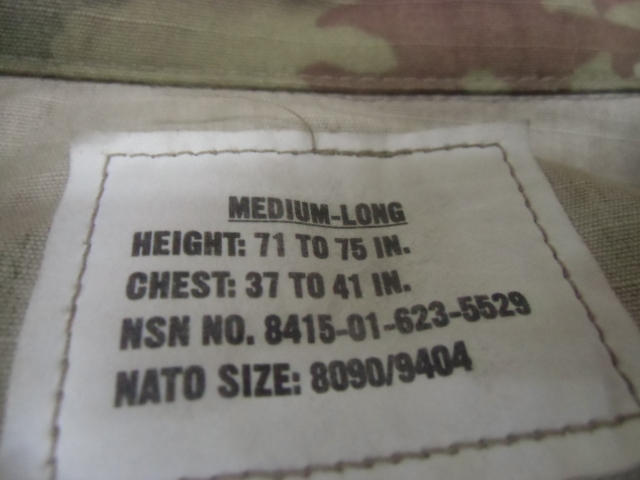 MEDIUM-LONG
HEIGHT: 71 TO 75 IN.
CHEST: 37 TO 41 IN.
NSN NO. 8415-01-623-5529
NATO SIZE: 8090/9404